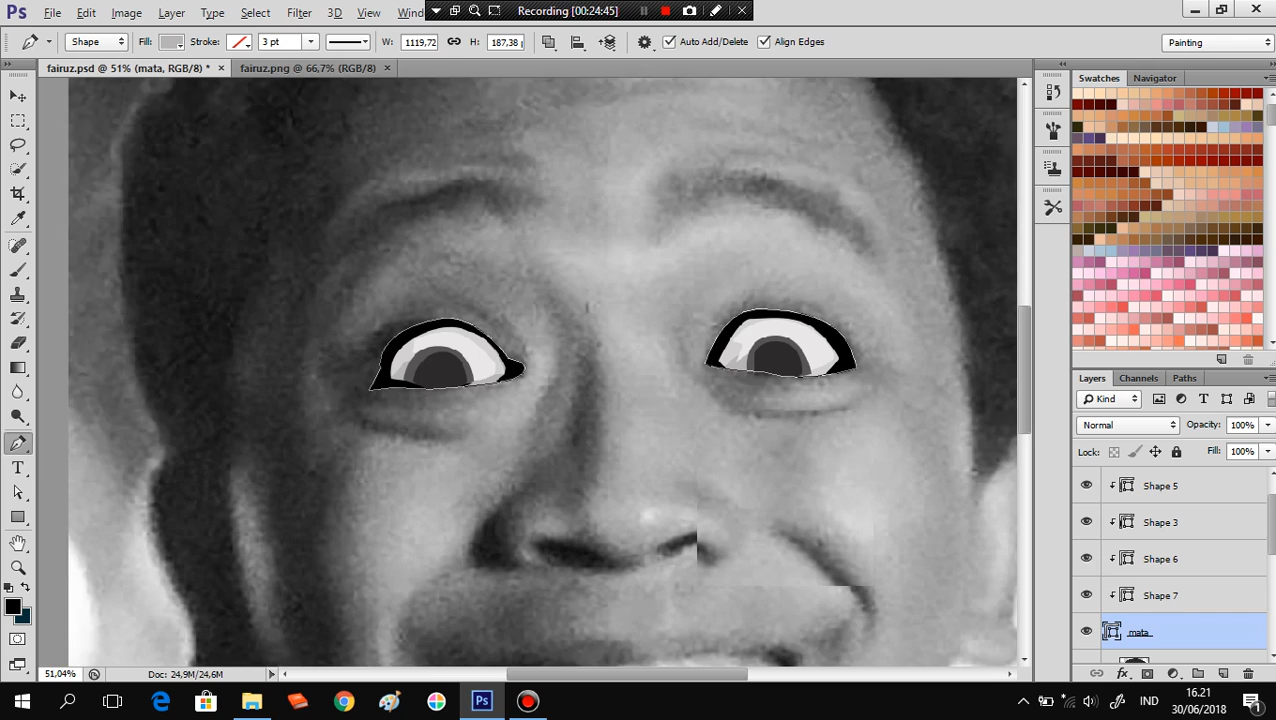 Recording [00:24:45]
Ps File Edit Image Layer Type Select Filter 3D View Wind
Shape Fill: Stroke: 3 pt W: 1119,72 H: 187,38 Auto Add/Delete Align Edges Painting
fairuz.psd @ 51% (mata, RGB/8) * × fairuz.png @ 66,7% (RGB/8) ×
Swatches Navigator
Layers Channels Paths
Kind
Normal Opacity: 100%
Lock: Fill: 100%
Shape 5
Shape 3
Shape 6
Shape 7
mata
51,04% Doc: 24,9M/24,6M
Ps IND 16.21
30/06/2018 1